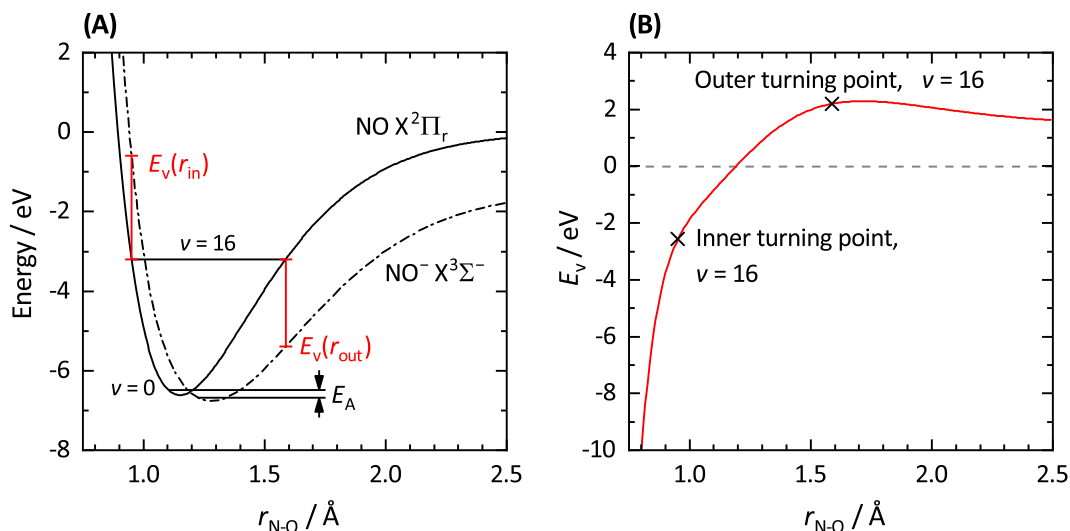 (A)
2
0
-2
-4
-6
-8
Energy / eV
1.0
1.5
2.0
2.5
r_N-O / Å
NO X²Πᵣ
E_v(r_in)
v = 16
NO⁻ X³Σ⁻
E_v(r_out)
v = 0
E_A
(B)
4
2
0
-2
-4
-6
-8
-10
E_v / eV
1.0
1.5
2.0
2.5
r_N-O / Å
Outer turning point, v = 16
Inner turning point,
v = 16